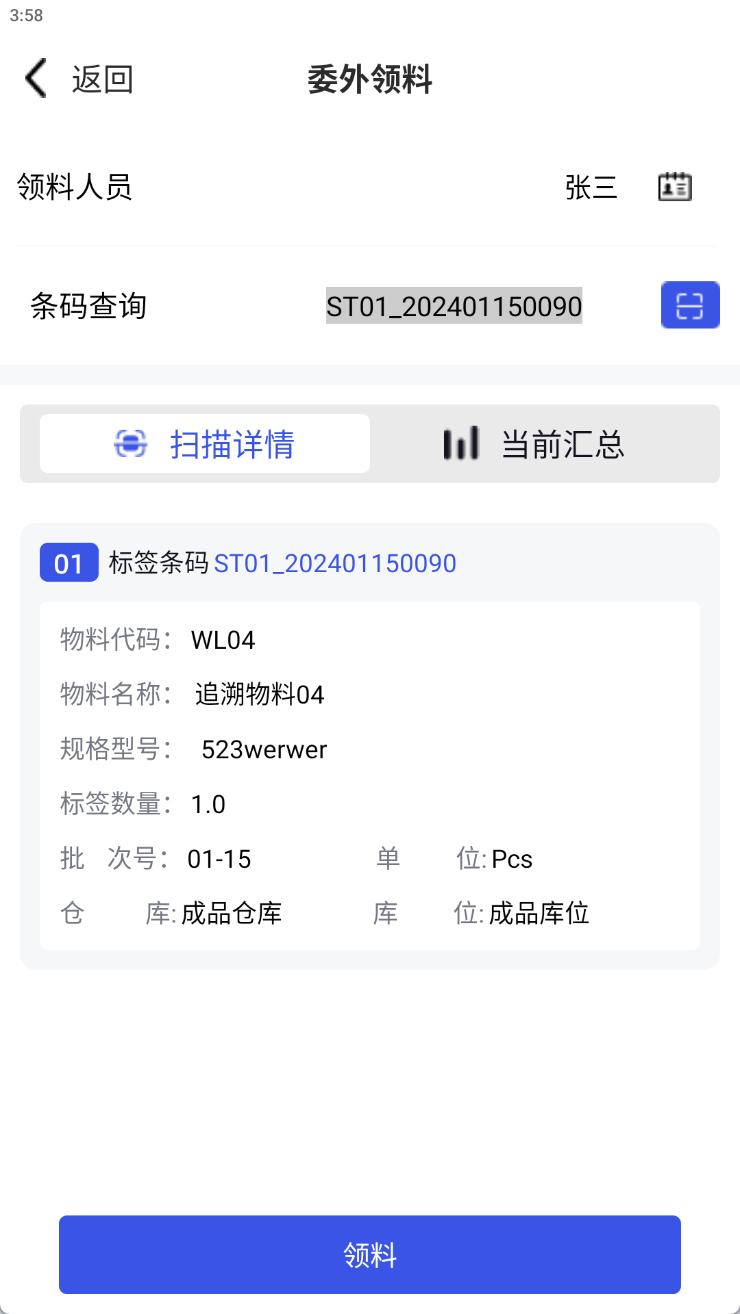 3:58
返回 委外领料
领料人员 张三
条码查询 ST01_202401150090
扫描详情 当前汇总
01 标签条码 ST01_202401150090
物料代码： WL04
物料名称： 追溯物料04
规格型号： 523werwer
标签数量： 1.0
批 次号： 01-15 单 位: Pcs
仓 库: 成品仓库 库 位: 成品库位
领料